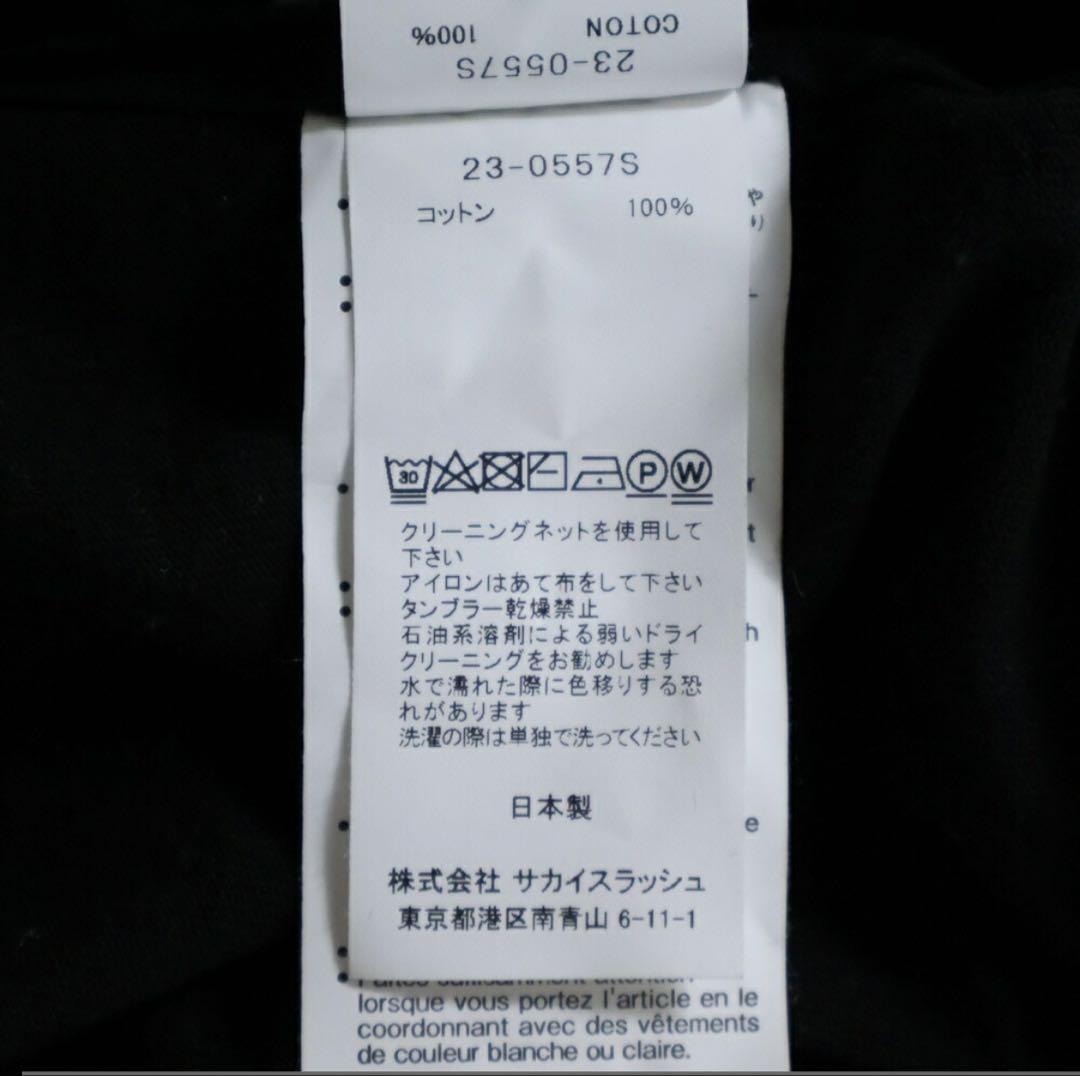 COTTON 100%
23-0557S
23-0557S
コットン 100%
や
り
ー
30 P W
r
クリーニングネットを使用して
t
下さい
アイロンはあて布をして下さい
タンブラー乾燥禁止
石油系溶剤による弱いドライ
h
クリーニングをお勧めします
水で濡れた際に色移りする恐
れがあります
洗濯の際は単独で洗ってください
日本製
e
株式会社 サカイスラッシュ
東京都港区南青山 6-11-1
lorsque vous portez l'article en le
coordonnant avec des vêtements
de couleur blanche ou claire.